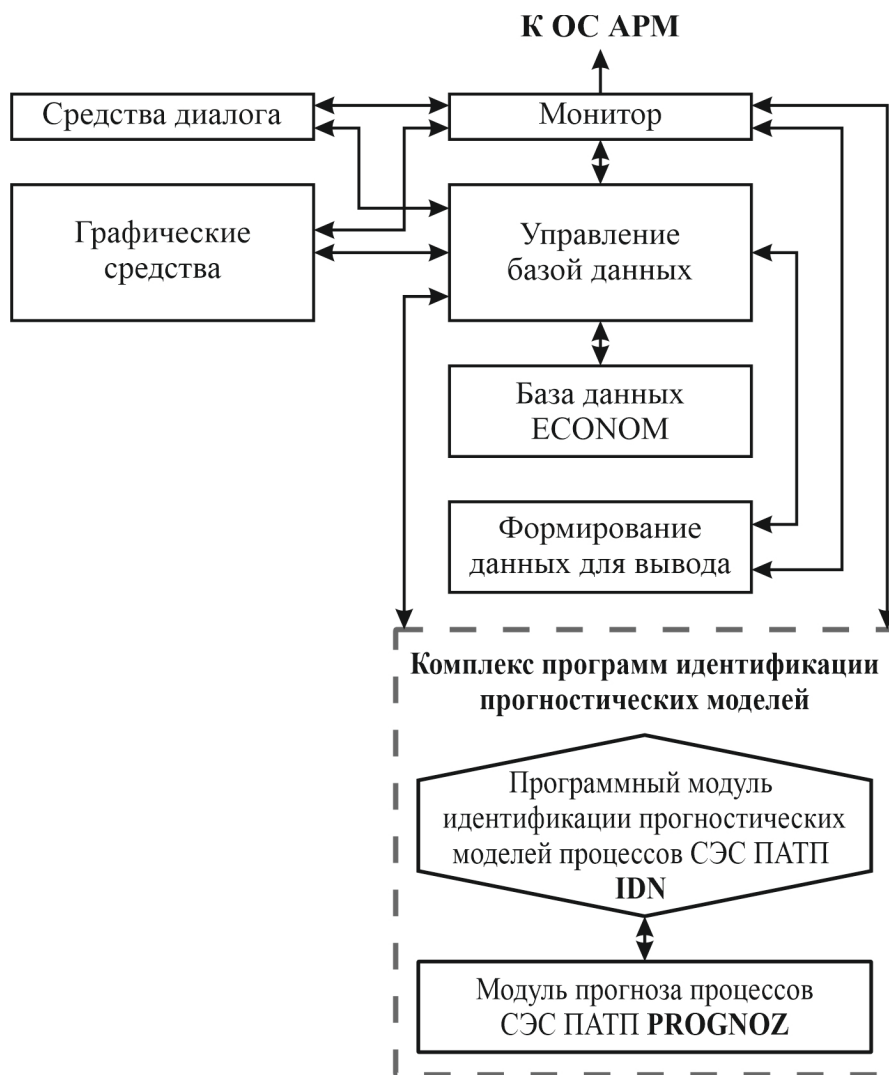 К ОС АРМ
Средства диалога
Монитор
Графические
средства
Управление
базой данных
База данных
ECONOM
Формирование
данных для вывода
Комплекс программ идентификации
прогностических моделей
Программный модуль
идентификации прогностических
моделей процессов СЭС ПАТП
IDN
Модуль прогноза процессов
СЭС ПАТП PROGNOZ